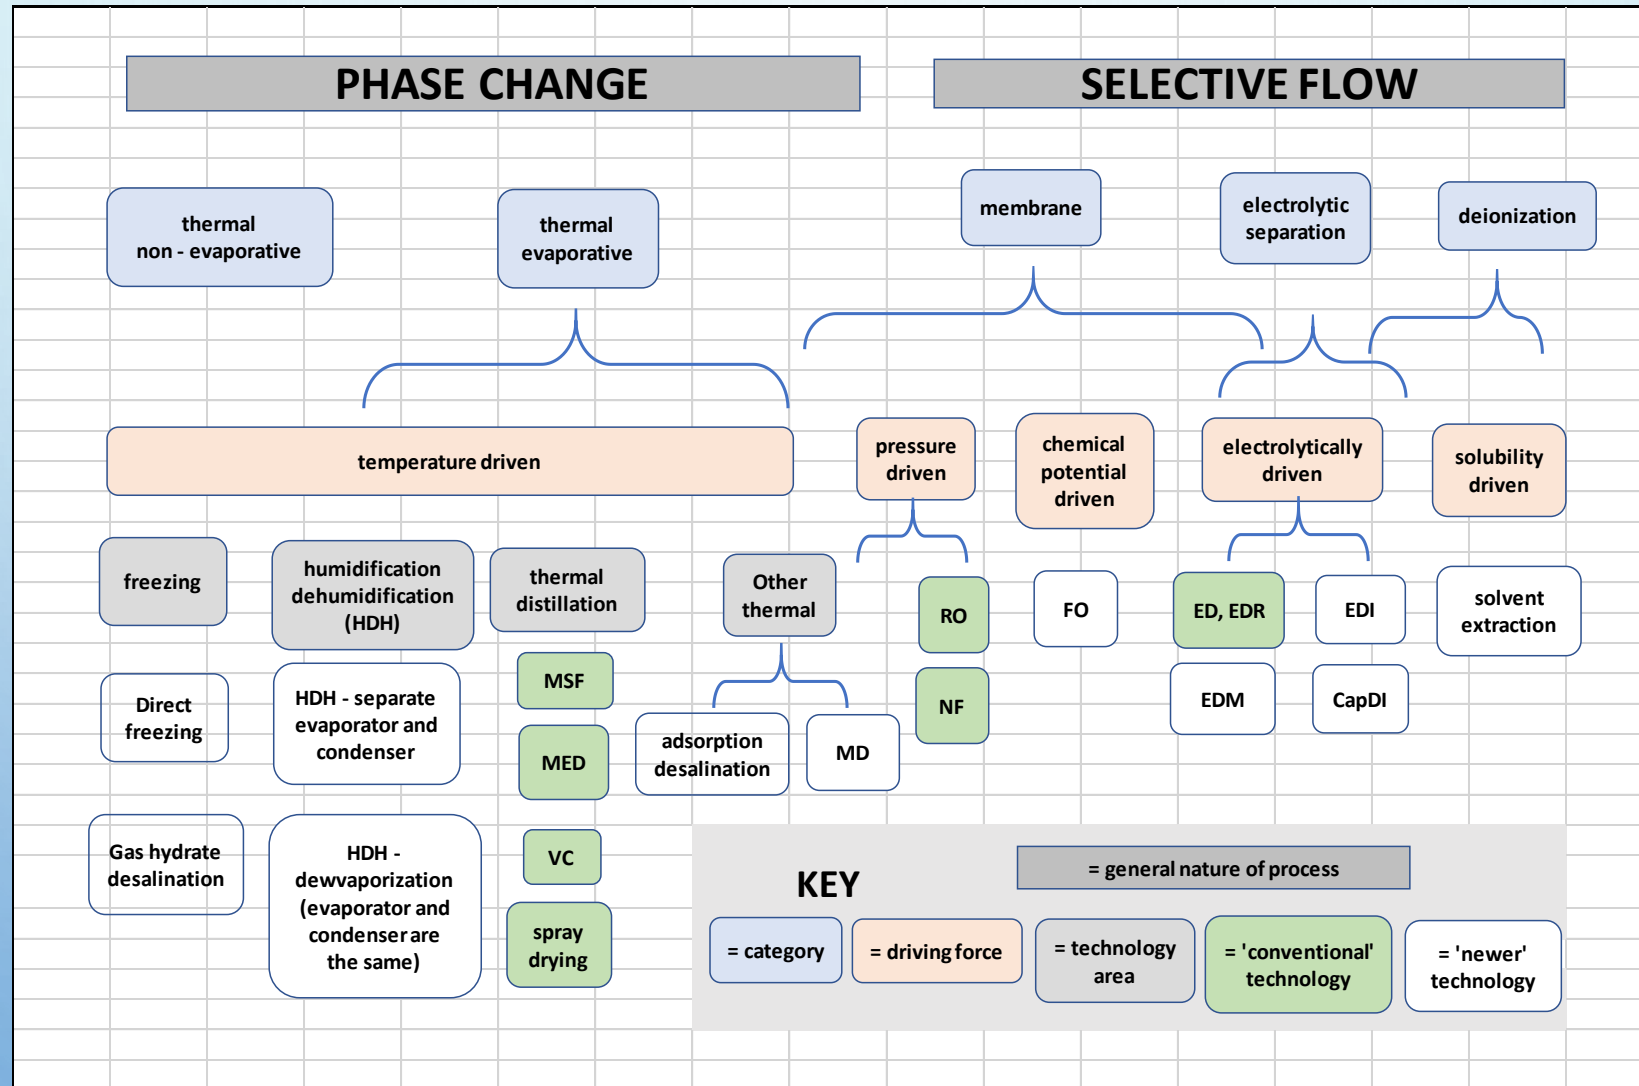 PHASE CHANGE
SELECTIVE FLOW
thermal
non - evaporative
thermal
evaporative
membrane
electrolytic
separation
deionization
temperature driven
pressure
driven
chemical
potential
driven
electrolytically
driven
solubility
driven
freezing
humidification
dehumidification
(HDH)
thermal
distillation
Other
thermal
RO
FO
ED, EDR
EDI
solvent
extraction
Direct
freezing
HDH - separate
evaporator and
condenser
MSF
MED
adsorption
desalination
MD
NF
EDM
CapDI
Gas hydrate
desalination
HDH -
dewvaporization
(evaporator and
condenser are
the same)
VC
spray
drying
KEY
= general nature of process
= category
= driving force
= technology
area
= 'conventional'
technology
= 'newer'
technology